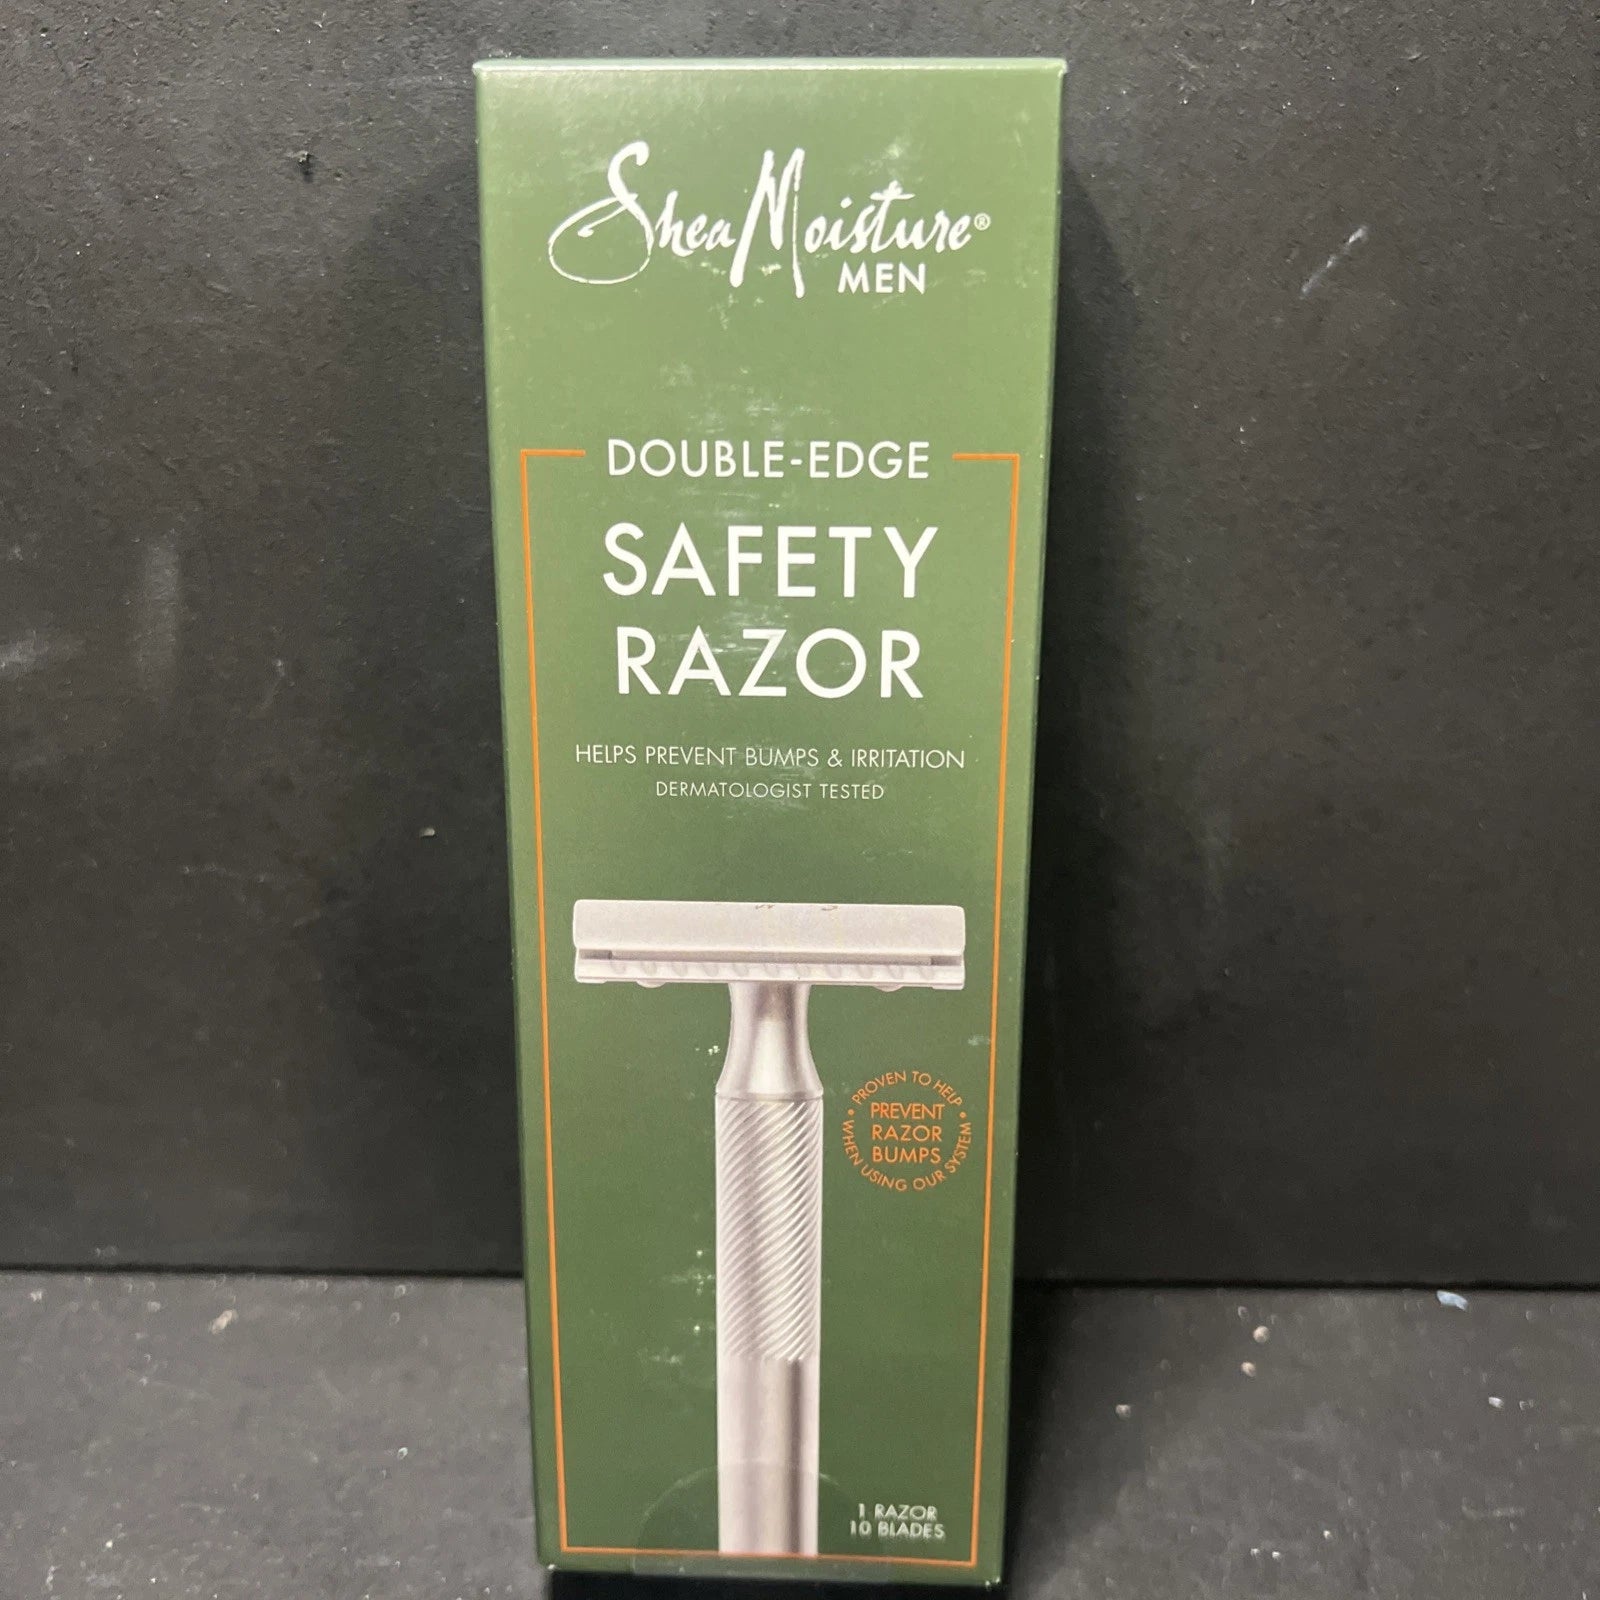 SheaMoisture®
MEN
DOUBLE-EDGE
SAFETY
RAZOR
HELPS PREVENT BUMPS & IRRITATION
DERMATOLOGIST TESTED
PROVEN TO HELP
PREVENT
RAZOR
BUMPS
WHEN USING OUR SYSTEM
1 RAZOR
10 BLADES